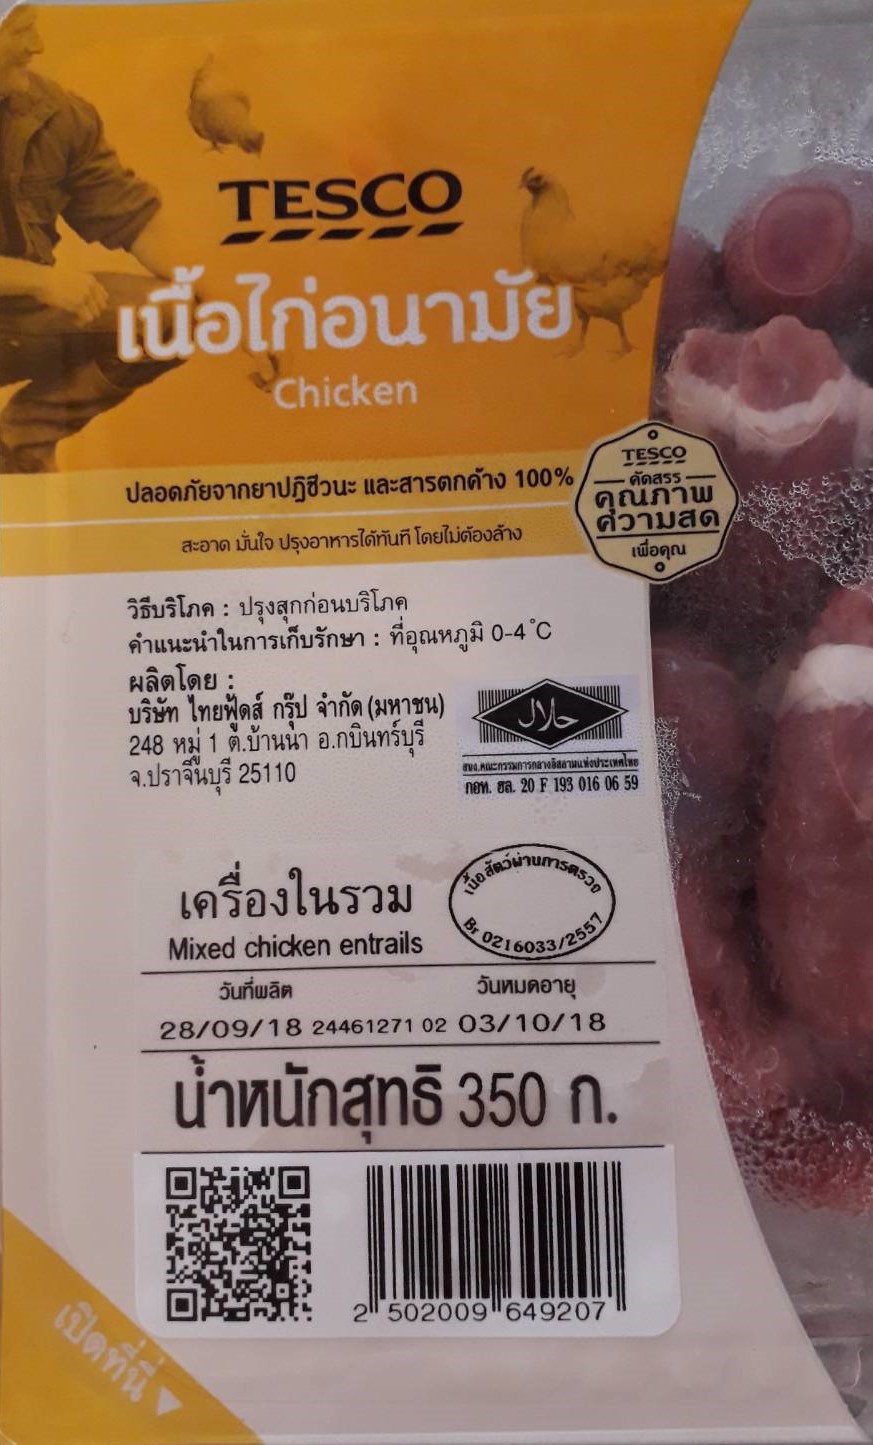 TESCO
เนื้อไก่อนามัย
Chicken
ปลอดภัยจากยาปฏิชีวนะ และสารตกค้าง 100%
สะอาด มั่นใจ ปรุงอาหารได้ทันที โดยไม่ต้องล้าง
TESCO
คัดสรร
คุณภาพ
ความสด
เพื่อคุณ
วิธีบริโภค : ปรุงสุกก่อนบริโภค
คำแนะนำในการเก็บรักษา : ที่อุณหภูมิ 0-4°C
ผลิตโดย :
บริษัท ไทยฟู้ดส์ กรุ๊ป จำกัด (มหาชน)
248 หมู่ 1 ต.บ้านนา อ.กบินทร์บุรี
จ.ปราจีนบุรี 25110
حلال
สนง.คณะกรรมการกลางอิสลามแห่งประเทศไทย
กอท. ฮล. 20 F 193 016 06 59
เครื่องในรวม
Mixed chicken entrails
เนื้อสัตว์ผ่านการตรวจ
Br 0216033/2557
วันที่ผลิต วันหมดอายุ
28/09/18 24461271 02 03/10/18
น้ำหนักสุทธิ 350 ก.
2 502009 649207
เปิดที่นี่